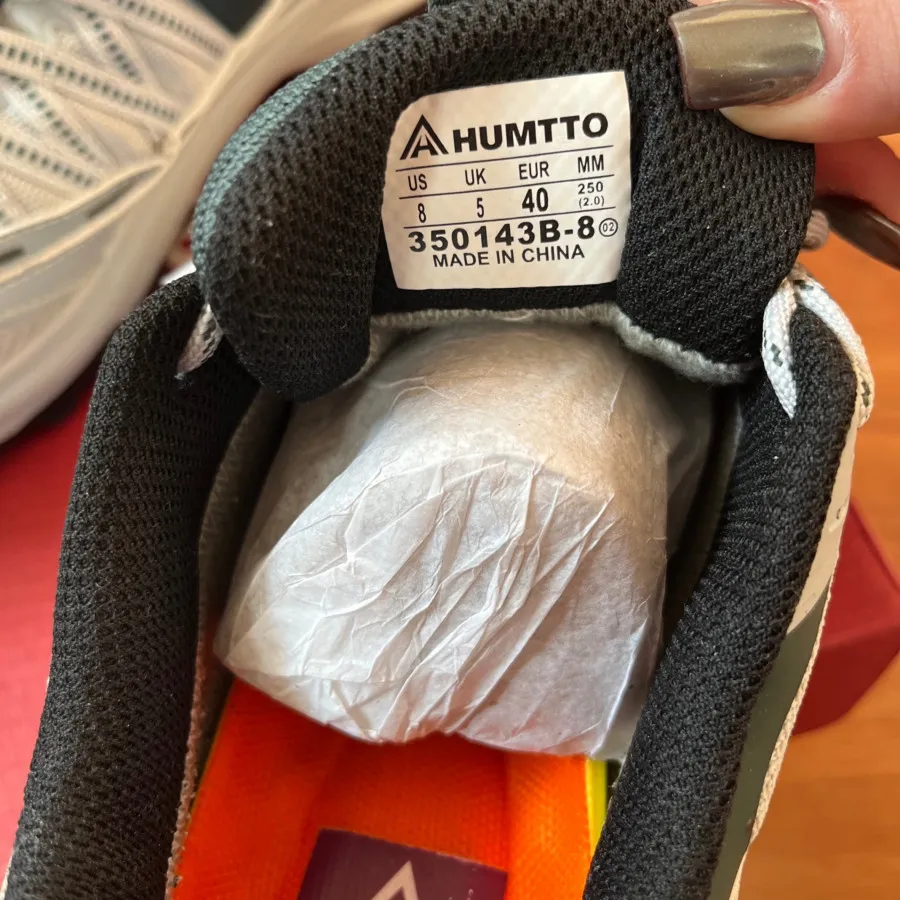 HUMTTO
US UK EUR MM
8 5 40 250 (2.0)
350143B-8 02
MADE IN CHINA